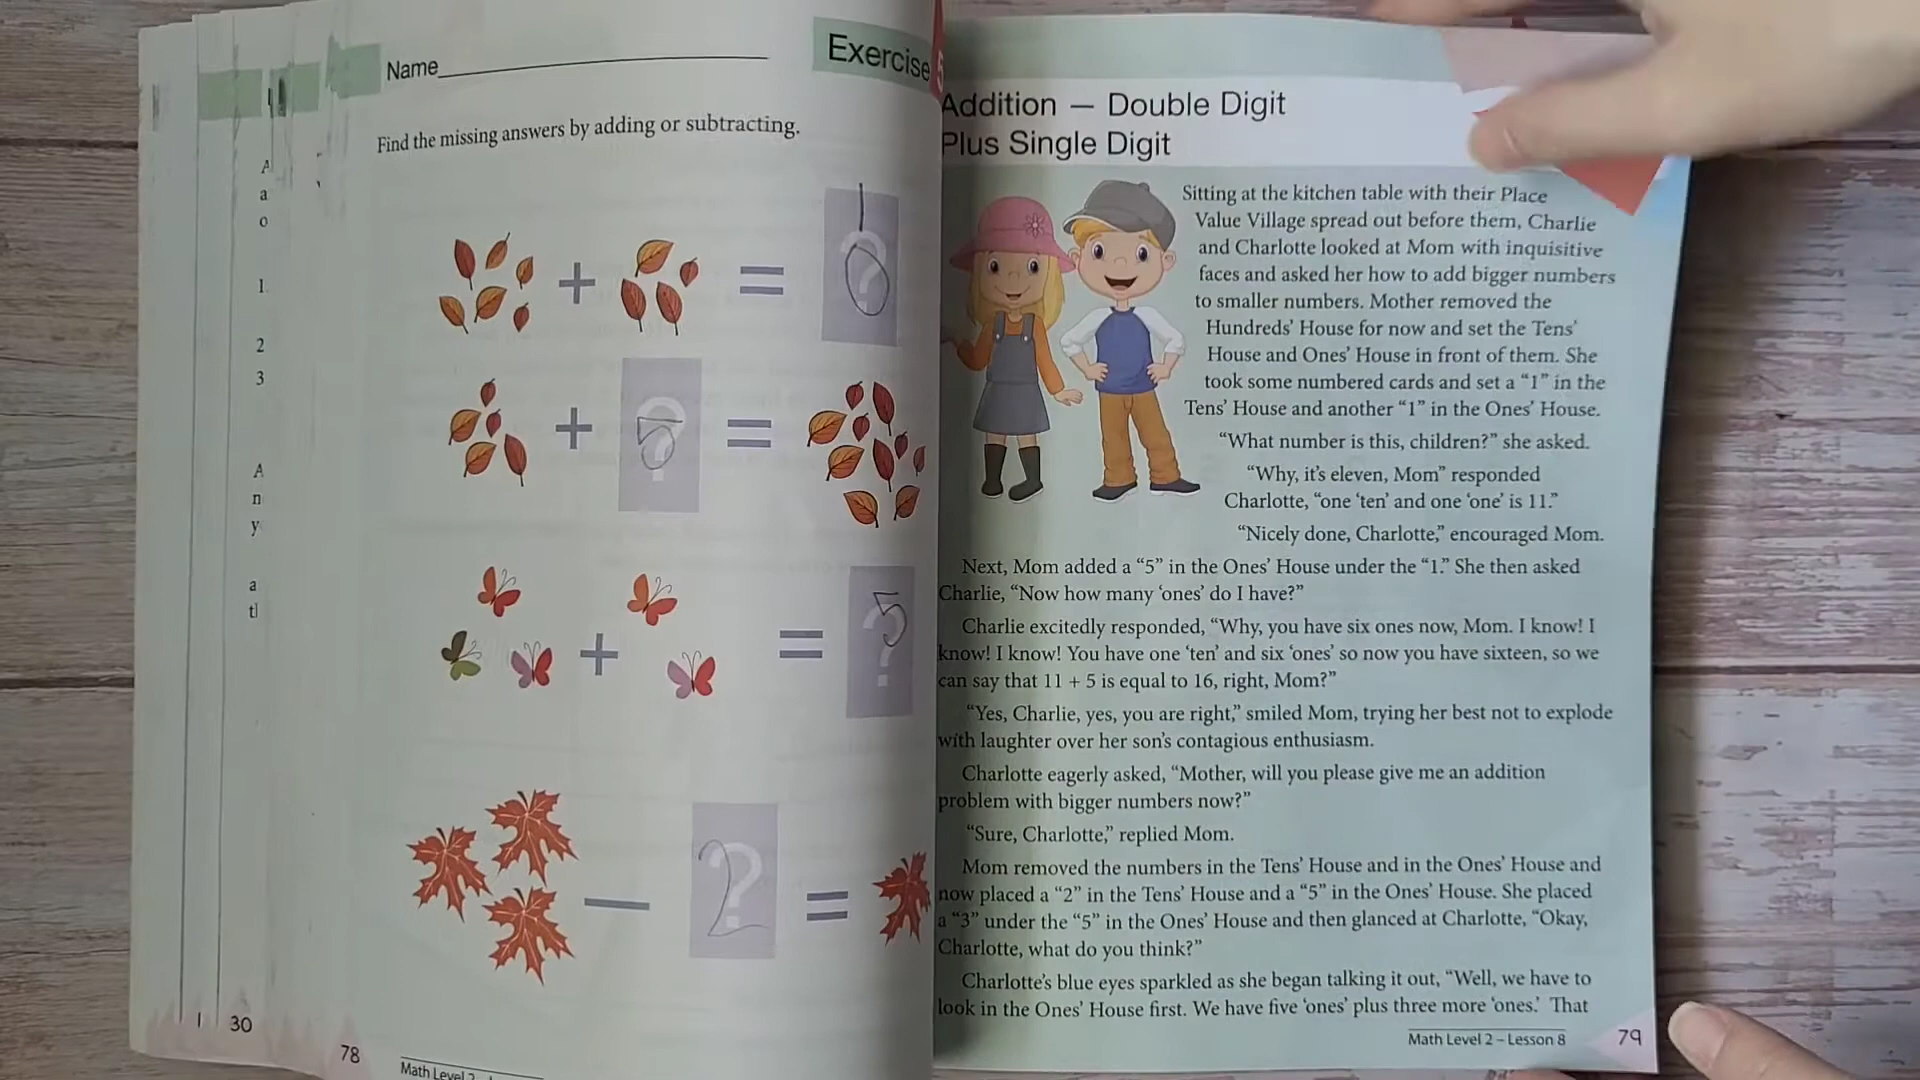 Name
Exercise 5
Find the missing answers by adding or subtracting.
+ = 10
+ 5 =
+ = 5
– 2 =
A
a
o
1.
2
3
A
n
y
a
30
78
Math Level 2
Addition — Double Digit
Plus Single Digit
Sitting at the kitchen table with their Place
Value Village spread out before them, Charlie
and Charlotte looked at Mom with inquisitive
faces and asked her how to add bigger numbers
to smaller numbers. Mother removed the
Hundreds’ House for now and set the Tens’
House and Ones’ House in front of them. She
took some numbered cards and set a “1” in the
Tens’ House and another “1” in the Ones’ House.
“What number is this, children?” she asked.
“Why, it’s eleven, Mom” responded
Charlotte, “one ‘ten’ and one ‘one’ is 11.”
“Nicely done, Charlotte,” encouraged Mom.
Next, Mom added a “5” in the Ones’ House under the “1.” She then asked
Charlie, “Now how many ‘ones’ do I have?”
Charlie excitedly responded, “Why, you have six ones now, Mom. I know! I
know! I know! You have one ‘ten’ and six ‘ones’ so now you have sixteen, so we
can say that 11 + 5 is equal to 16, right, Mom?”
“Yes, Charlie, yes, you are right,” smiled Mom, trying her best not to explode
with laughter over her son’s contagious enthusiasm.
Charlotte eagerly asked, “Mother, will you please give me an addition
problem with bigger numbers now?”
“Sure, Charlotte,” replied Mom.
Mom removed the numbers in the Tens’ House and in the Ones’ House and
now placed a “2” in the Tens’ House and a “5” in the Ones’ House. She placed
a “3” under the “5” in the Ones’ House and then glanced at Charlotte, “Okay,
Charlotte, what do you think?”
Charlotte’s blue eyes sparkled as she began talking it out, “Well, we have to
look in the Ones’ House first. We have five ‘ones’ plus three more ‘ones.’ That
Math Level 2 – Lesson 8
79